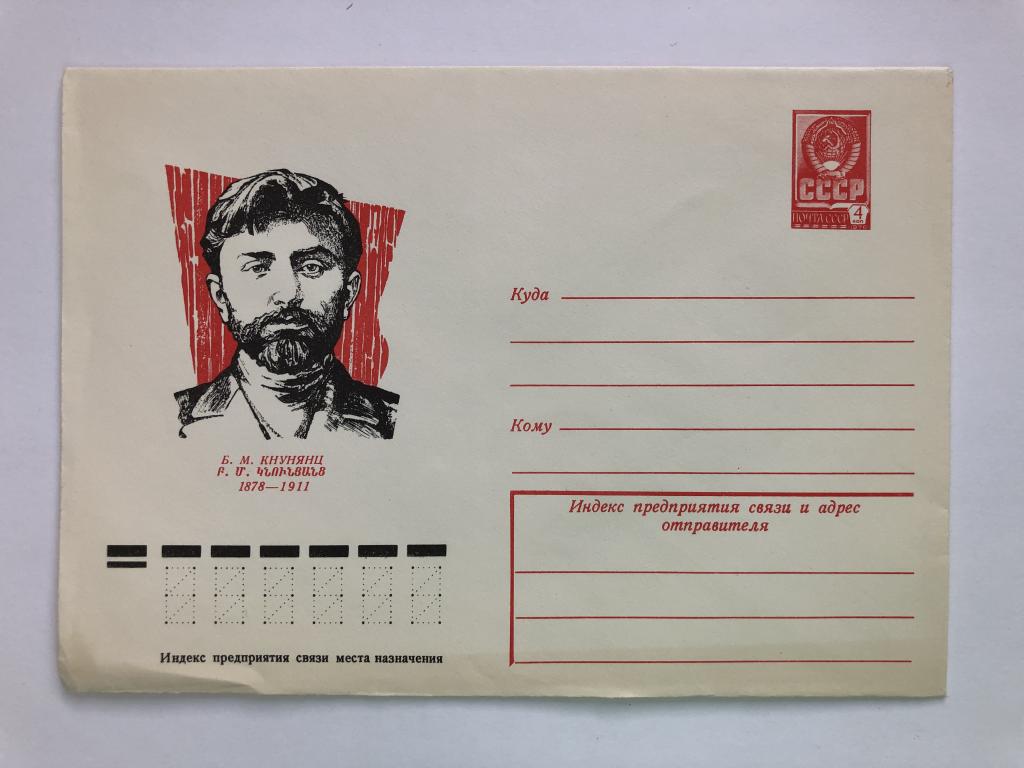 СССР
ПОЧТА СССР
4
коп
Куда
Кому
Б. М. КНУНЯНЦ
Բ. Մ. ԿՆՈՒՆՅԱՆՑ
1878—1911
Индекс предприятия связи и адрес
отправителя
Индекс предприятия связи места назначения